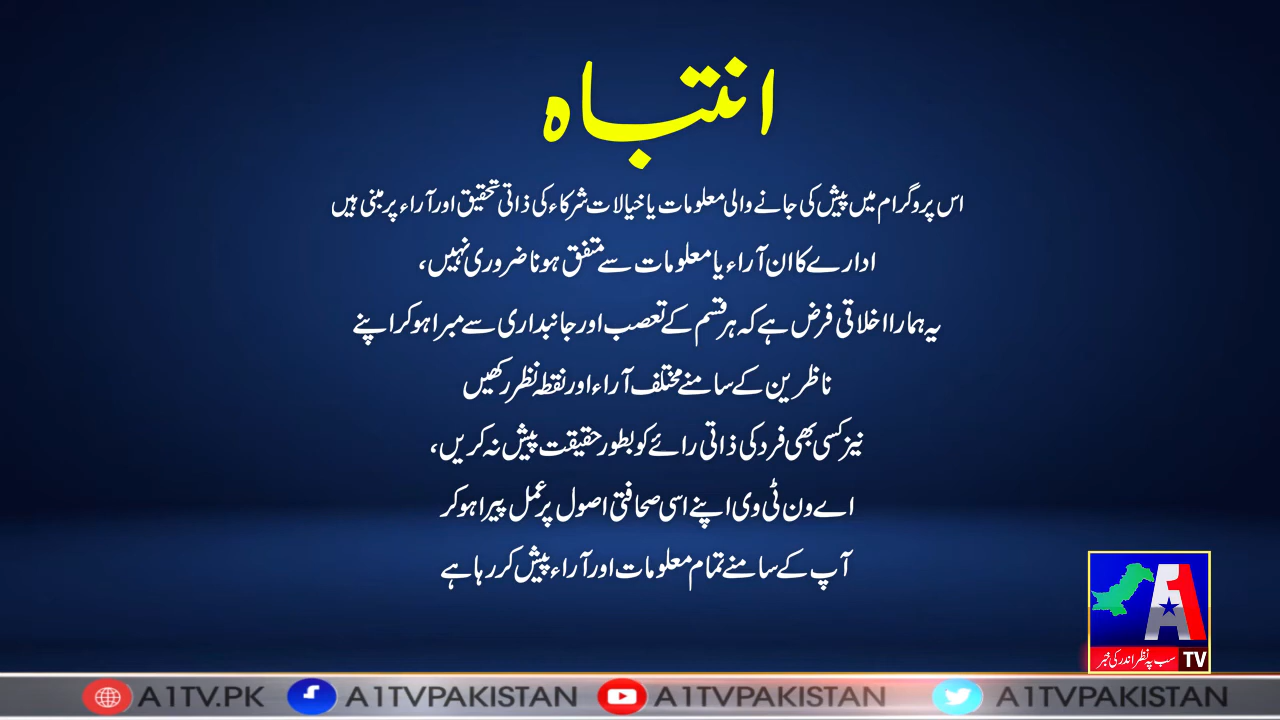 انتباہ
اس پروگرام میں پیش کی جانے والی معلومات یا خیالات شرکاء کی ذاتی تحقیق اور آراء پر مبنی ہیں
ادارے کا ان آراء یا معلومات سے متفق ہونا ضروری نہیں،
یہ ہمارا اخلاقی فرض ہے کہ ہر قسم کے تعصب اور جانبداری سے مبرا ہو کر اپنے
ناظرین کے سامنے مختلف آراء اور نقطہ نظر رکھیں
نیز کسی بھی فرد کی ذاتی رائے کو بطور حقیقت پیش نہ کریں،
اے ون ٹی وی اپنے اسی صحافتی اصول پر عمل پیرا ہو کر
آپ کے سامنے تمام معلومات اور آراء پیش کر رہا ہے
A1
سب پہ نظر اندر کی خبر TV
A1TV.PK A1TVPAKISTAN A1TVPAKISTAN A1TVPAKISTAN